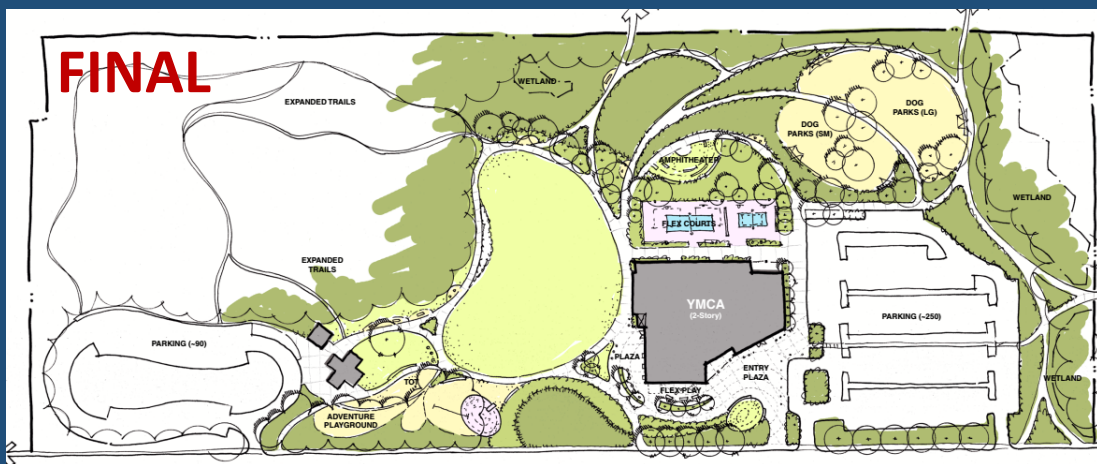 FINAL
EXPANDED TRAILS
WETLAND
DOG
PARKS (LG)
DOG
PARKS (SM)
AMPHITHEATER
WETLAND
FLEX COURTS
EXPANDED
TRAILS
YMCA
(2-Story)
PARKING (~90)
PARKING (~250)
PLAZA
ENTRY
PLAZA
TOT
FLEX PLAY
WETLAND
ADVENTURE
PLAYGROUND